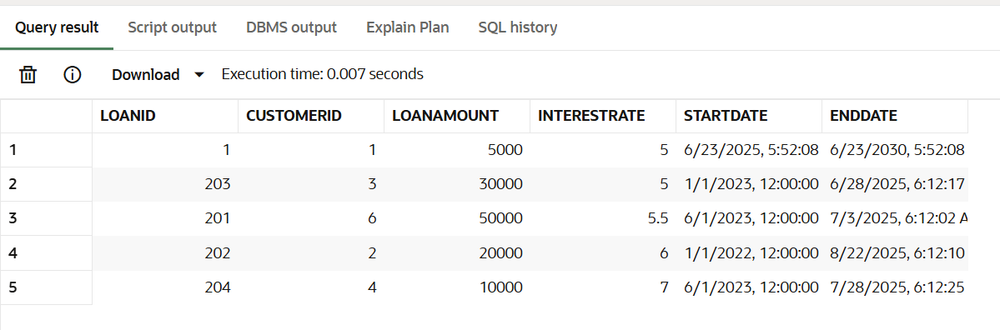 Query result Script output DBMS output Explain Plan SQL history
Download Execution time: 0.007 seconds
LOANID CUSTOMERID LOANAMOUNT INTERESTRATE STARTDATE ENDDATE
1 1 1 5000 5 6/23/2025, 5:52:08 6/23/2030, 5:52:08
2 203 3 30000 5 1/1/2023, 12:00:00 6/28/2025, 6:12:17
3 201 6 50000 5.5 6/1/2023, 12:00:00 7/3/2025, 6:12:02 A
4 202 2 20000 6 1/1/2022, 12:00:00 8/22/2025, 6:12:10
5 204 4 10000 7 6/1/2023, 12:00:00 7/28/2025, 6:12:25